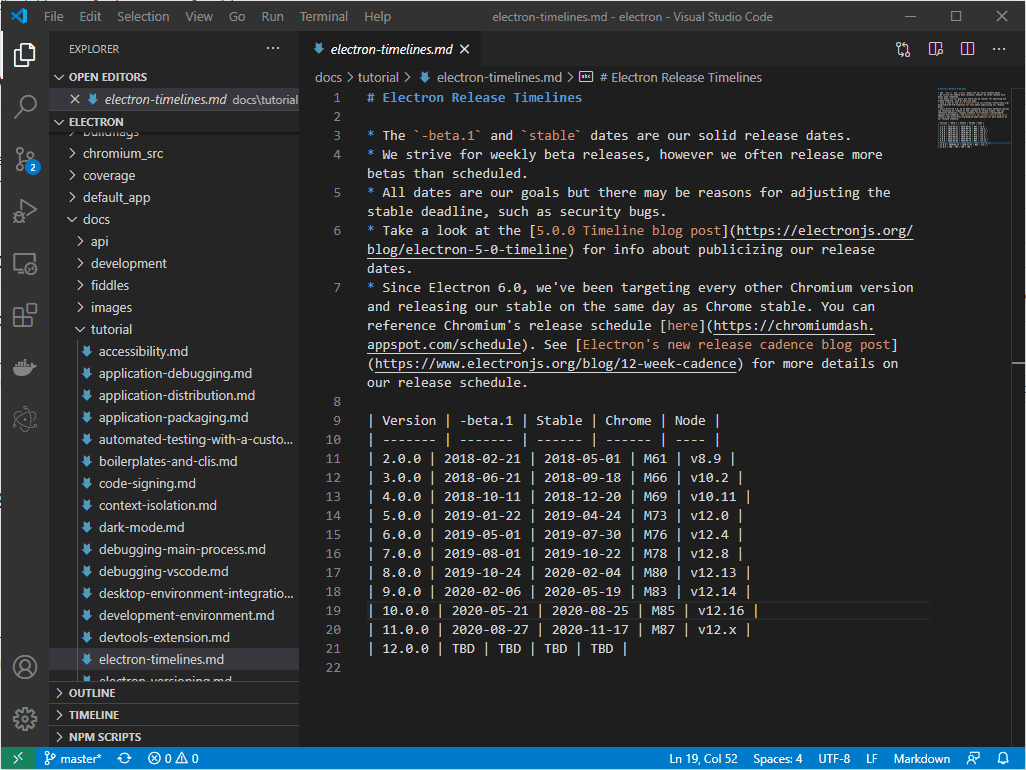 File Edit Selection View Go Run Terminal Help electron-timelines.md - electron - Visual Studio Code
EXPLORER
OPEN EDITORS
electron-timelines.md docs\tutorial
ELECTRON
buildflags
chromium_src
coverage
default_app
docs
api
development
fiddles
images
tutorial
accessibility.md
application-debugging.md
application-distribution.md
application-packaging.md
automated-testing-with-a-custo...
boilerplates-and-clis.md
code-signing.md
context-isolation.md
dark-mode.md
debugging-main-process.md
debugging-vscode.md
desktop-environment-integratio...
development-environment.md
devtools-extension.md
electron-timelines.md
electron-versioning.md
OUTLINE
TIMELINE
NPM SCRIPTS
2
electron-timelines.md
docs > tutorial > electron-timelines.md > # Electron Release Timelines
1 # Electron Release Timelines
2
3 * The `-beta.1` and `stable` dates are our solid release dates.
4 * We strive for weekly beta releases, however we often release more
betas than scheduled.
5 * All dates are our goals but there may be reasons for adjusting the
stable deadline, such as security bugs.
6 * Take a look at the [5.0.0 Timeline blog post](https://electronjs.org/
blog/electron-5-0-timeline) for info about publicizing our release
dates.
7 * Since Electron 6.0, we've been targeting every other Chromium version
and releasing our stable on the same day as Chrome stable. You can
reference Chromium's release schedule [here](https://chromiumdash.
appspot.com/schedule). See [Electron's new release cadence blog post]
(https://www.electronjs.org/blog/12-week-cadence) for more details on
our release schedule.
8
9 | Version | -beta.1 | Stable | Chrome | Node |
10 | ------- | ------- | ------ | ------ | ---- |
11 | 2.0.0 | 2018-02-21 | 2018-05-01 | M61 | v8.9 |
12 | 3.0.0 | 2018-06-21 | 2018-09-18 | M66 | v10.2 |
13 | 4.0.0 | 2018-10-11 | 2018-12-20 | M69 | v10.11 |
14 | 5.0.0 | 2019-01-22 | 2019-04-24 | M73 | v12.0 |
15 | 6.0.0 | 2019-05-01 | 2019-07-30 | M76 | v12.4 |
16 | 7.0.0 | 2019-08-01 | 2019-10-22 | M78 | v12.8 |
17 | 8.0.0 | 2019-10-24 | 2020-02-04 | M80 | v12.13 |
18 | 9.0.0 | 2020-02-06 | 2020-05-19 | M83 | v12.14 |
19 | 10.0.0 | 2020-05-21 | 2020-08-25 | M85 | v12.16 |
20 | 11.0.0 | 2020-08-27 | 2020-11-17 | M87 | v12.x |
21 | 12.0.0 | TBD | TBD | TBD | TBD |
22
master* 0 0 Ln 19, Col 52 Spaces: 4 UTF-8 LF Markdown